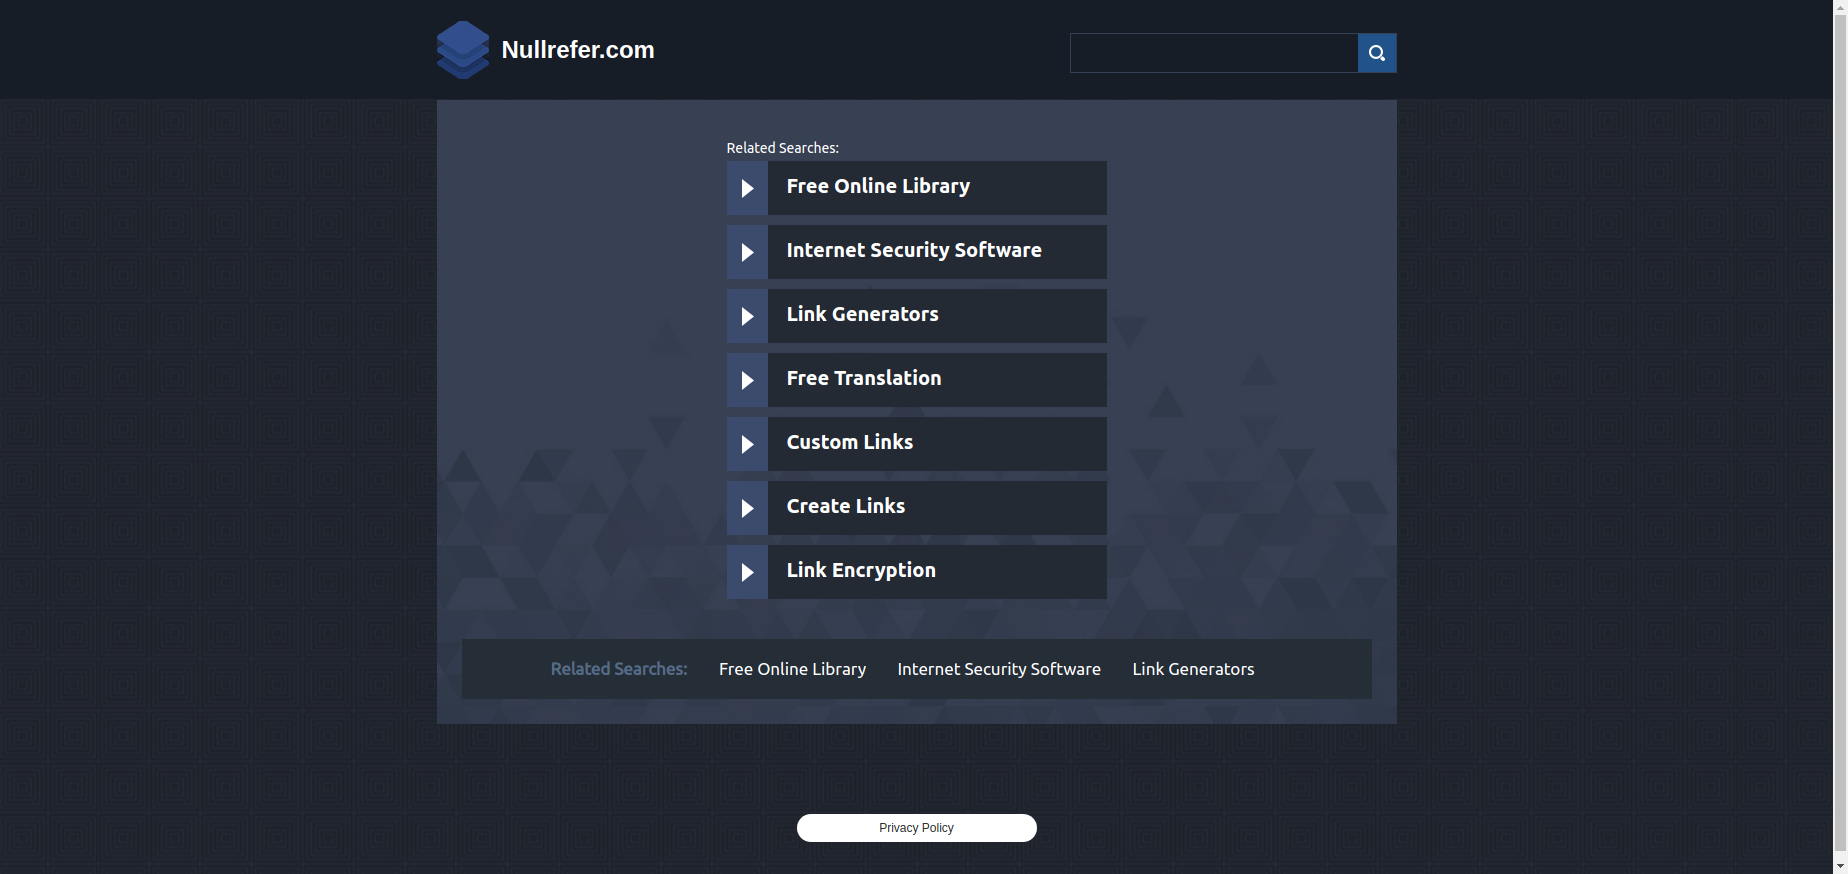 Nullrefer.com
Related Searches:
Free Online Library
Internet Security Software
Link Generators
Free Translation
Custom Links
Create Links
Link Encryption
Related Searches: Free Online Library Internet Security Software Link Generators
Privacy Policy